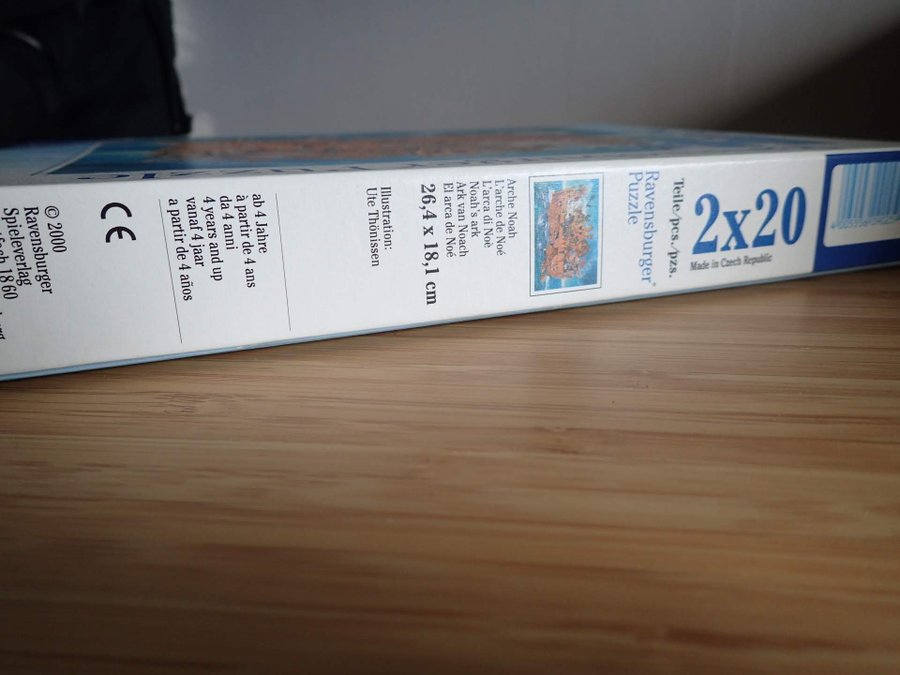 2x20
Made in Czech Republic
Teile/pcs./pzs.
Ravensburger®
Puzzle
Arche Noah
L'arche de Noé
L'arca di Noè
Noah's ark
Ark van Noach
El arca de Noé
26,4 x 18,1 cm
Illustration:
Ute Thönissen
ab 4 Jahre
à partir de 4 ans
da 4 anni
4 years and up
vanaf 4 jaar
a partir de 4 años
CE
© 2000
Ravensburger
Spieleverlag
18 60